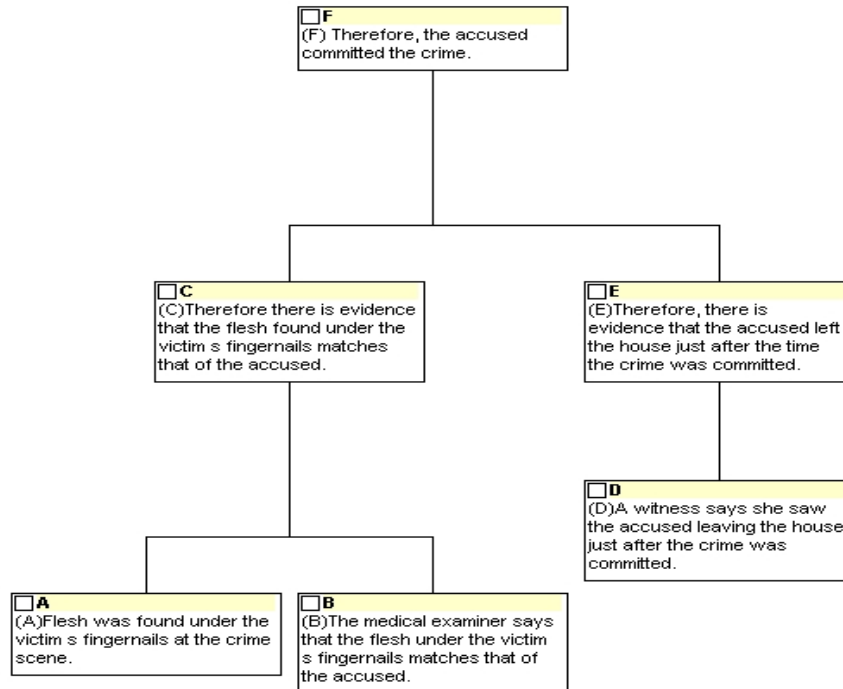 F
(F) Therefore, the accused
committed the crime.
C
(C)Therefore there is evidence
that the flesh found under the
victim s fingernails matches
that of the accused.
E
(E)Therefore, there is
evidence that the accused left
the house just after the time
the crime was committed.
D
(D)A witness says she saw
the accused leaving the house
just after the crime was
committed.
A
(A)Flesh was found under the
victim s fingernails at the crime
scene.
B
(B)The medical examiner says
that the flesh under the victim
s fingernails matches that of
the accused.